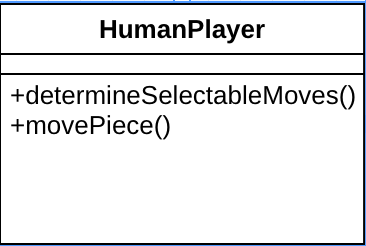 HumanPlayer
+determineSelectableMoves()
+movePiece()